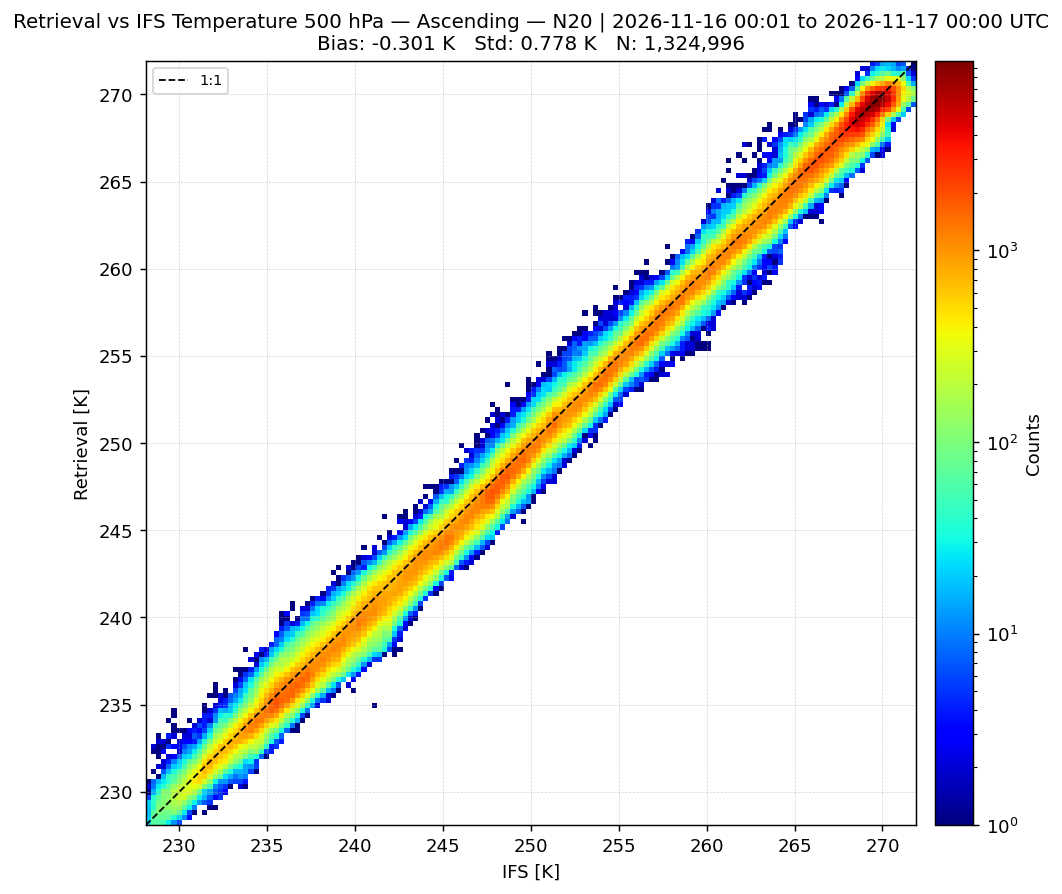 Retrieval vs IFS Temperature 500 hPa — Ascending — N20 | 2026-11-16 00:01 to 2026-11-17 00:00 UTC
Bias: -0.301 K   Std: 0.778 K   N: 1,324,996
1:1
270
265
260
255
250
245
240
235
230
Retrieval [K]
230 235 240 245 250 255 260 265 270
IFS [K]
10³
10²
10¹
10⁰
Counts